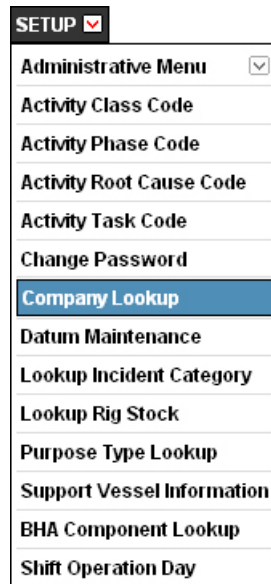 SETUP
Administrative Menu
Activity Class Code
Activity Phase Code
Activity Root Cause Code
Activity Task Code
Change Password
Company Lookup
Datum Maintenance
Lookup Incident Category
Lookup Rig Stock
Purpose Type Lookup
Support Vessel Information
BHA Component Lookup
Shift Operation Day